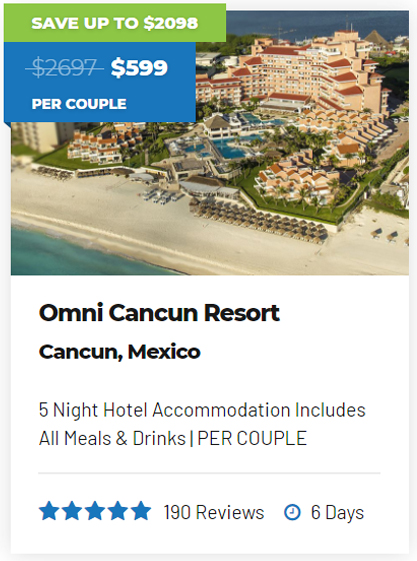 SAVE UP TO $2098
$2697 $599
PER COUPLE
Omni Cancun Resort
Cancun, Mexico
5 Night Hotel Accommodation Includes
All Meals & Drinks | PER COUPLE
190 Reviews 6 Days